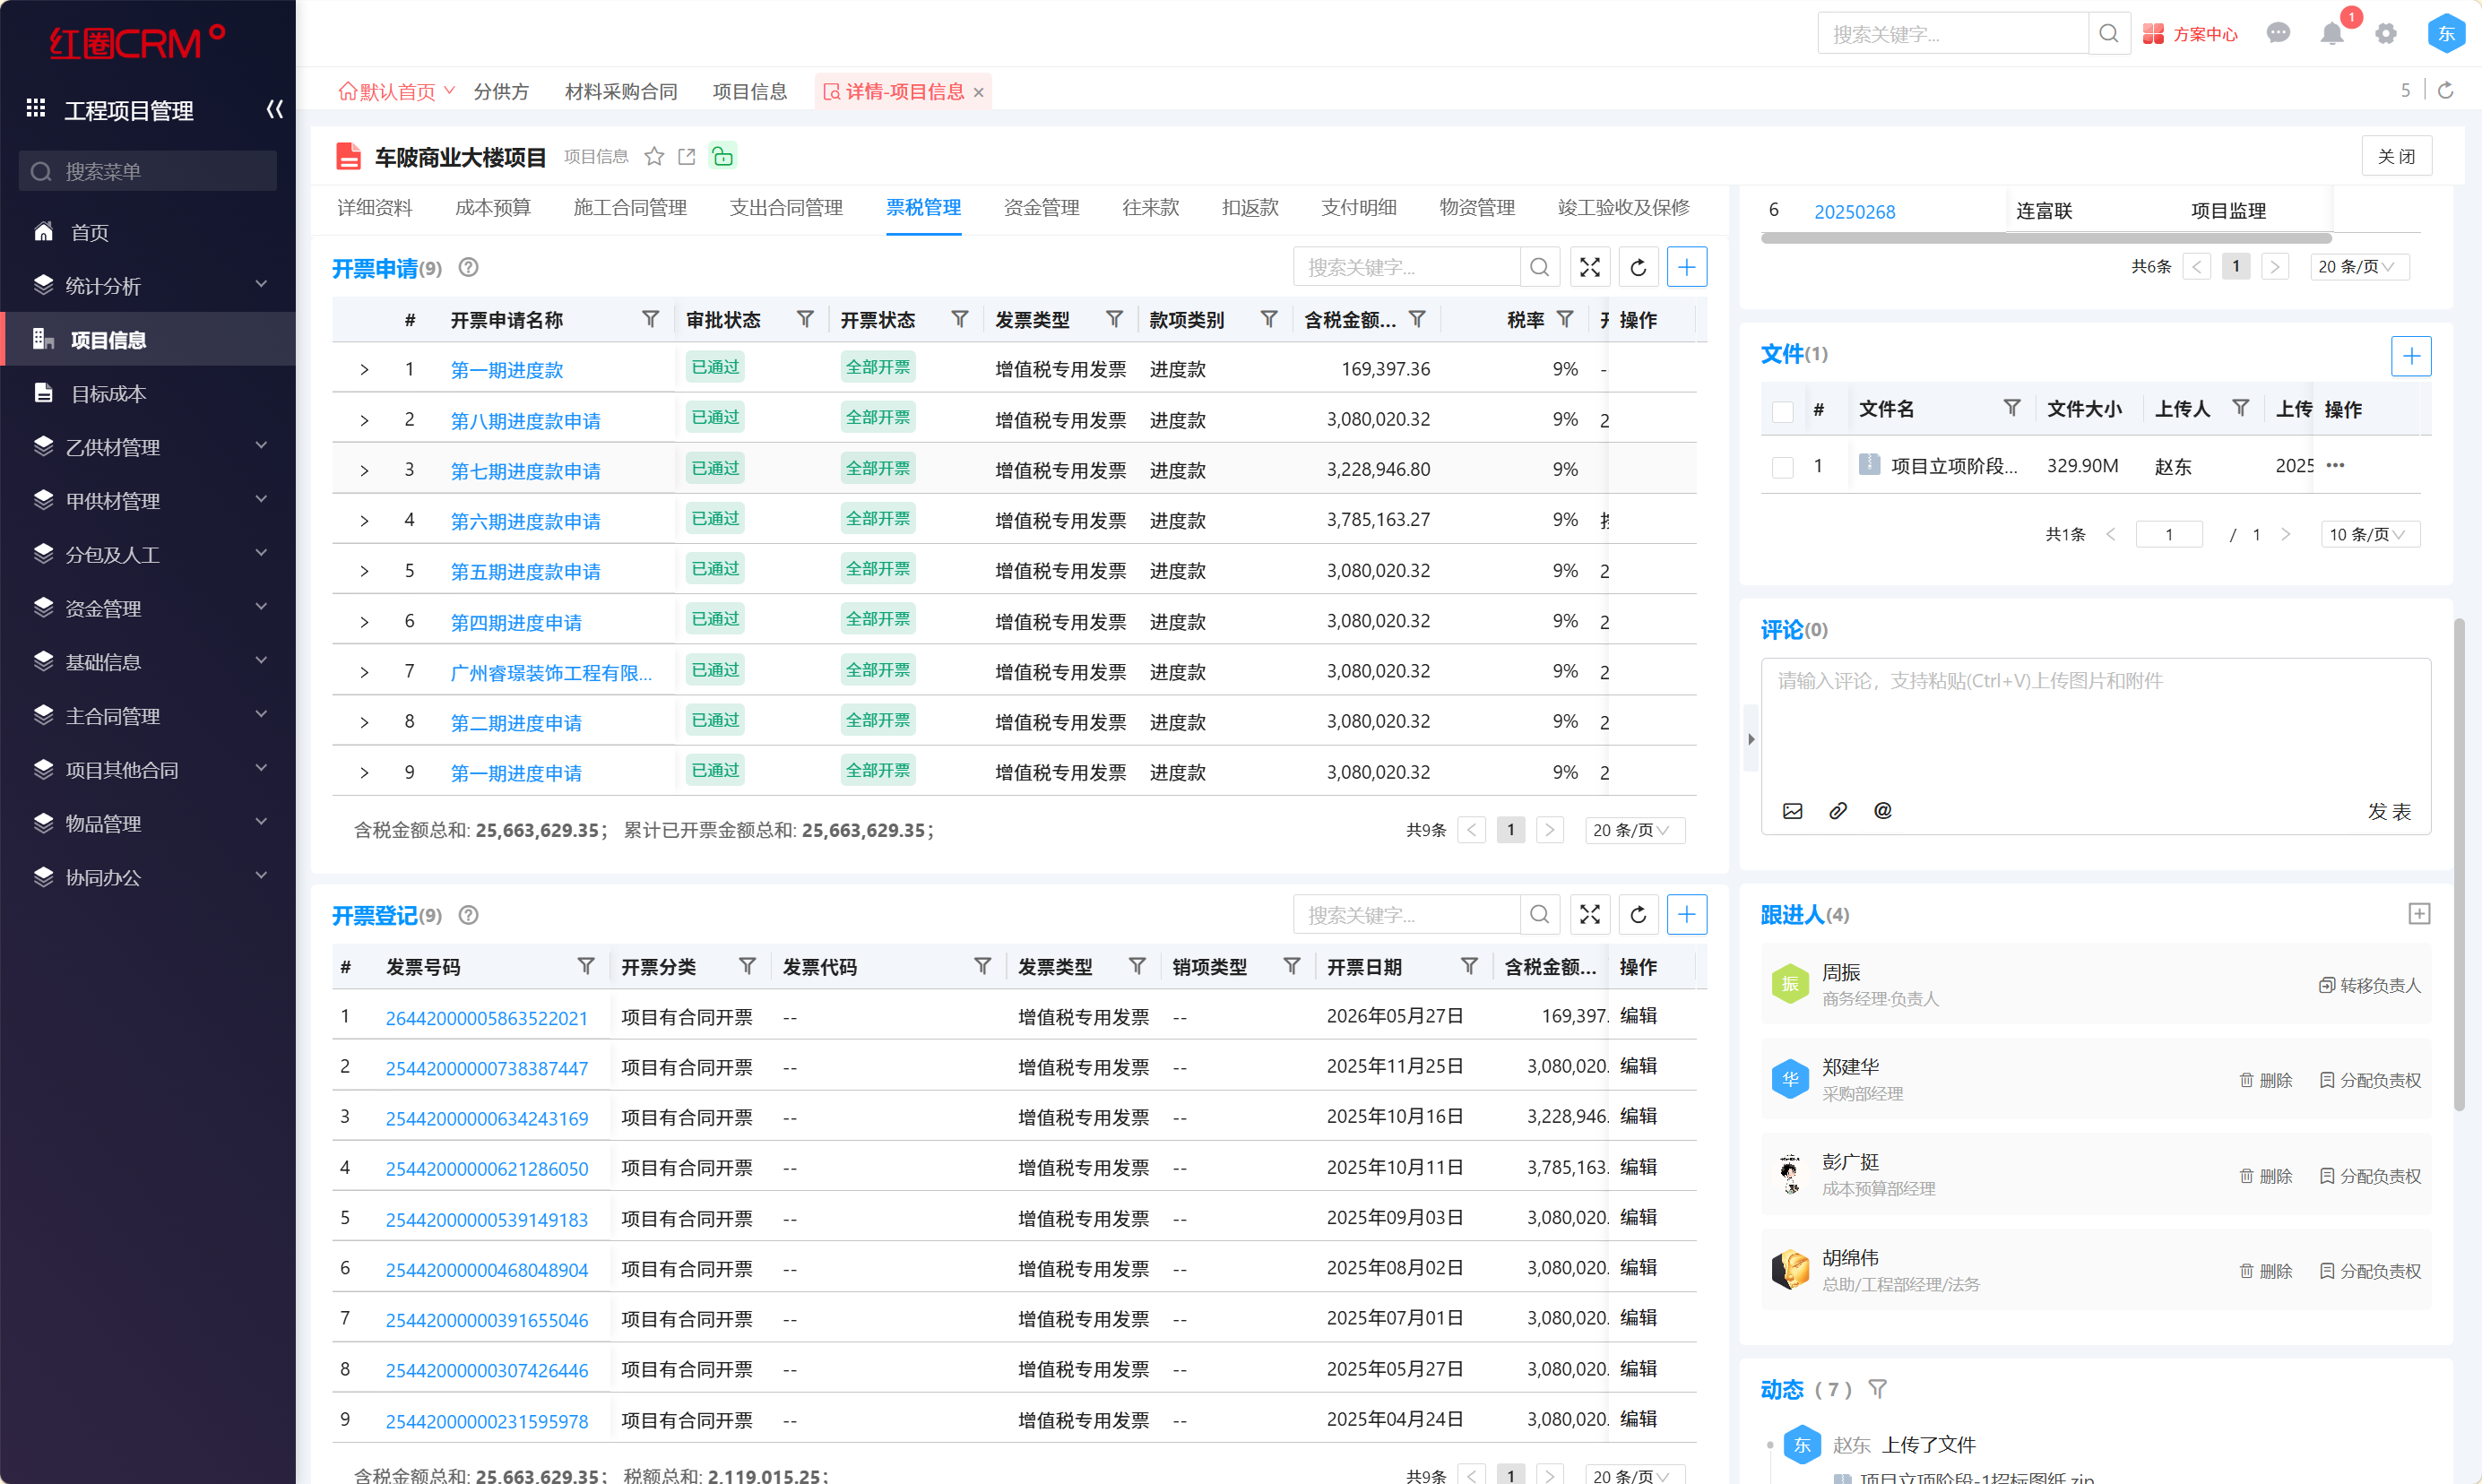 红圈CRM
工程项目管理
搜索菜单
首页
统计分析
项目信息
目标成本
乙供材管理
甲供材管理
分包及人工
资金管理
基础信息
主合同管理
项目其他合同
物品管理
协同办公
搜索关键字...
方案中心
1
东
默认首页 分供方 材料采购合同 项目信息 详情-项目信息
5
车陂商业大楼项目 项目信息
关 闭
详细资料 成本预算 施工合同管理 支出合同管理 票税管理 资金管理 往来款 扣返款 支付明细 物资管理 竣工验收及保修
开票申请(9)
搜索关键字...
# 开票申请名称 审批状态 开票状态 发票类型 款项类别 含税金额... 税率 操作
1 第一期进度款 已通过 全部开票 增值税专用发票 进度款 169,397.36 9% -
2 第八期进度款申请 已通过 全部开票 增值税专用发票 进度款 3,080,020.32 9% 2
3 第七期进度款申请 已通过 全部开票 增值税专用发票 进度款 3,228,946.80 9%
4 第六期进度款申请 已通过 全部开票 增值税专用发票 进度款 3,785,163.27 9%
5 第五期进度款申请 已通过 全部开票 增值税专用发票 进度款 3,080,020.32 9% 2
6 第四期进度申请 已通过 全部开票 增值税专用发票 进度款 3,080,020.32 9% 2
7 广州睿璟装饰工程有限... 已通过 全部开票 增值税专用发票 进度款 3,080,020.32 9% 2
8 第二期进度申请 已通过 全部开票 增值税专用发票 进度款 3,080,020.32 9% 2
9 第一期进度申请 已通过 全部开票 增值税专用发票 进度款 3,080,020.32 9% 2
含税金额总和: 25,663,629.35； 累计已开票金额总和: 25,663,629.35；
共9条 1 20 条/页
开票登记(9)
搜索关键字...
# 发票号码 开票分类 发票代码 发票类型 销项类型 开票日期 含税金额... 操作
1 26442000005863522021 项目有合同开票 -- 增值税专用发票 -- 2026年05月27日 169,397. 编辑
2 25442000000738387447 项目有合同开票 -- 增值税专用发票 -- 2025年11月25日 3,080,020. 编辑
3 25442000000634243169 项目有合同开票 -- 增值税专用发票 -- 2025年10月16日 3,228,946. 编辑
4 25442000000621286050 项目有合同开票 -- 增值税专用发票 -- 2025年10月11日 3,785,163. 编辑
5 25442000000539149183 项目有合同开票 -- 增值税专用发票 -- 2025年09月03日 3,080,020. 编辑
6 25442000000468048904 项目有合同开票 -- 增值税专用发票 -- 2025年08月02日 3,080,020. 编辑
7 25442000000391655046 项目有合同开票 -- 增值税专用发票 -- 2025年07月01日 3,080,020. 编辑
8 25442000000307426446 项目有合同开票 -- 增值税专用发票 -- 2025年05月27日 3,080,020. 编辑
9 25442000000231595978 项目有合同开票 -- 增值税专用发票 -- 2025年04月24日 3,080,020. 编辑
含税金额总和: 25,663,629.35； 税额总和: 2,119,015.25；
共9条 1 20 条/页
6 20250268 连富联 项目监理
共6条 1 20 条/页
文件(1)
# 文件名 文件大小 上传人 上传 操作
1 项目立项阶段... 329.90M 赵东 2025 •••
共1条 1 / 1 10 条/页
评论(0)
请输入评论，支持粘贴(Ctrl+V)上传图片和附件
@
发 表
跟进人(4)
振 周振
商务经理·负责人
转移负责人
华 郑建华
采购部经理
删除 分配负责权
彭广挺
成本预算部经理
删除 分配负责权
胡绵伟
总助/工程部经理/法务
删除 分配负责权
动态 ( 7 )
东 赵东 上传了文件
项目立项阶段-1招标图纸.zip